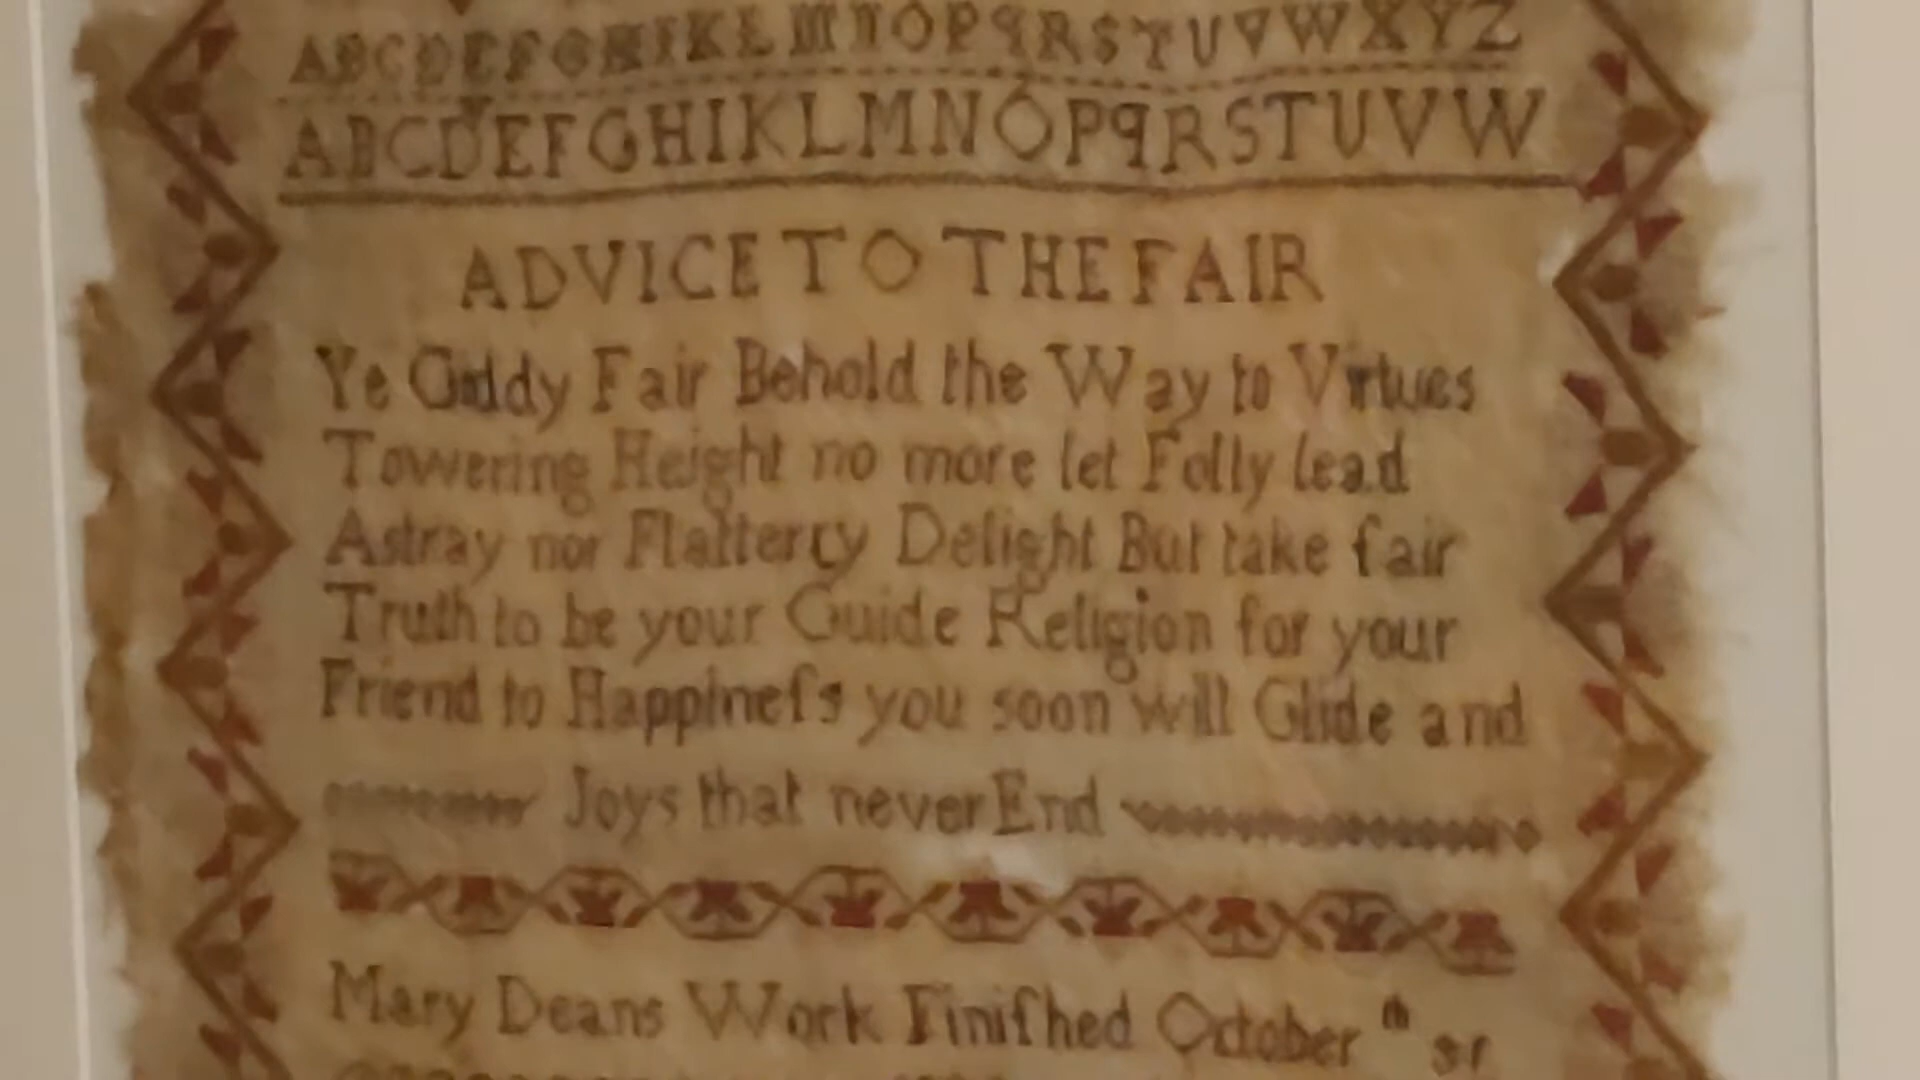 ABCDEFGHIKLMNOPqRSTUVWXYZ
ABCDEFGHIKLMNOPqRSTUVW
ADVICE TO THE FAIR
Ye Giddy Fair Behold the Way to Virtues
Towering Height no more let Folly lead
Astray nor Flattery Delight But take fair
Truth to be your Guide Religion for your
Friend to Happineſs you soon will Glide and
Joys that never End
Mary Deans Work Finiſhed October th